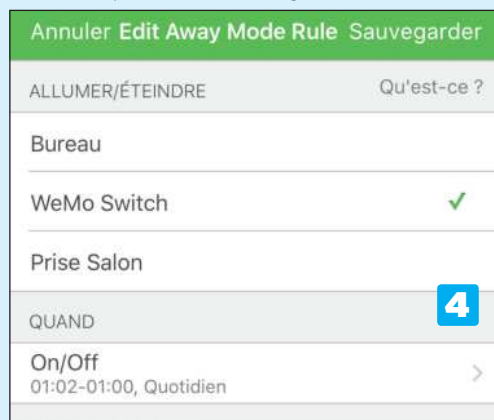 Annuler Edit Away Mode Rule Sauvegarder
ALLUMER/ÉTEINDRE Qu'est-ce ?
Bureau
WeMo Switch
Prise Salon
4
QUAND
On/Off
01:02-01:00, Quotidien